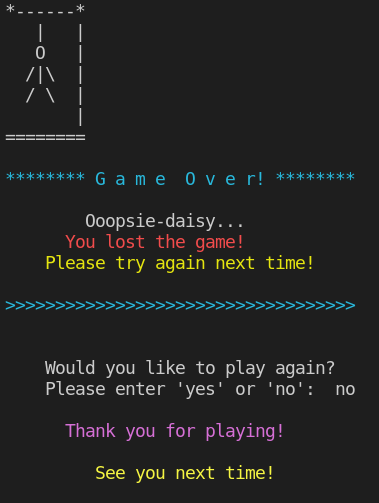 *------*
   |   |
   O   |
  /|\  |
  / \  |
       |
========
******** G a m e  O v e r! ********
Ooopsie-daisy...
You lost the game!
Please try again next time!
>>>>>>>>>>>>>>>>>>>>>>>>>>>>>>>>>>>
Would you like to play again?
Please enter 'yes' or 'no':  no
Thank you for playing!
See you next time!